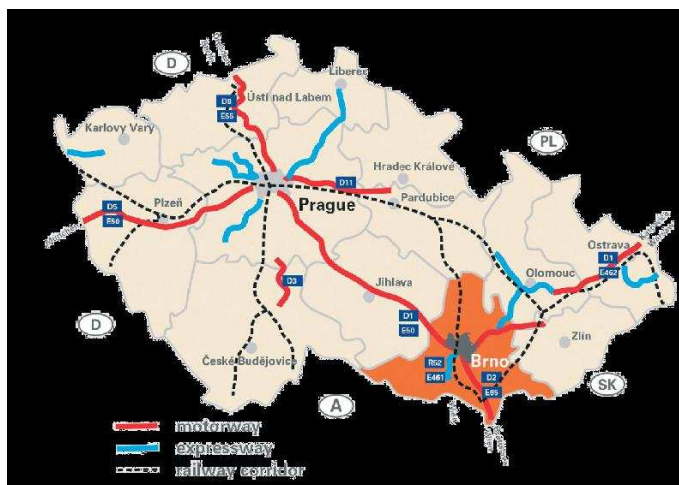 D
D8
E55
Ústí nad Labem
Liberec
Karlovy Vary
PL
Hradec Králové
D11
Pardubice
Prague
D5
E50
Plzeň
Ostrava
D1
E462
Olomouc
D3
Jihlava
D1
E50
Zlín
D
České Budějovice
R52
E461
Brno
D2
E65
SK
A
motorway
expressway
railway corridor